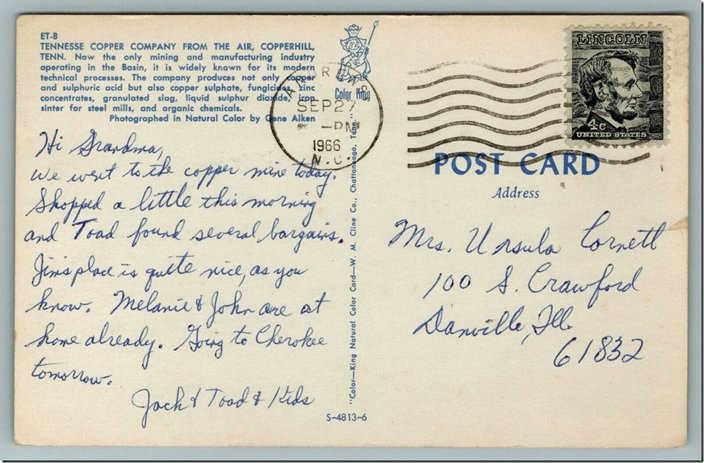 ET-8
TENNESSE COPPER COMPANY FROM THE AIR, COPPERHILL,
TENN. Now the only mining and manufacturing industry
operating in the Basin, it is widely known for its modern
technical processes. The company produces not only copper
and sulphuric acid but also copper sulphate, fungicides, zinc
concentrates, granulated slag, liquid sulphur dioxide, iron
sinter for steel mills, and organic chemicals.
Photographed in Natural Color by Gene Aiken
Color King
SEP 27
PM
1966
N.C.
LINCOLN
4c
UNITED STATES
Hi Grandma,
We went to the copper mine today.
Shopped a little this morning
and Toad found several bargains.
Jim's place is quite nice, as you
know. Melanie & John are at
home already. Going to Cherokee
tomorrow.
Jack & Toad & Kids
"Color—King Natural Color Card—W. M. Cline Co., Chattanooga, Tenn."
S-4813-6
POST CARD
Address
Mrs. Ursula Cornett
100 S. Crawford
Danville, Ill.
61832